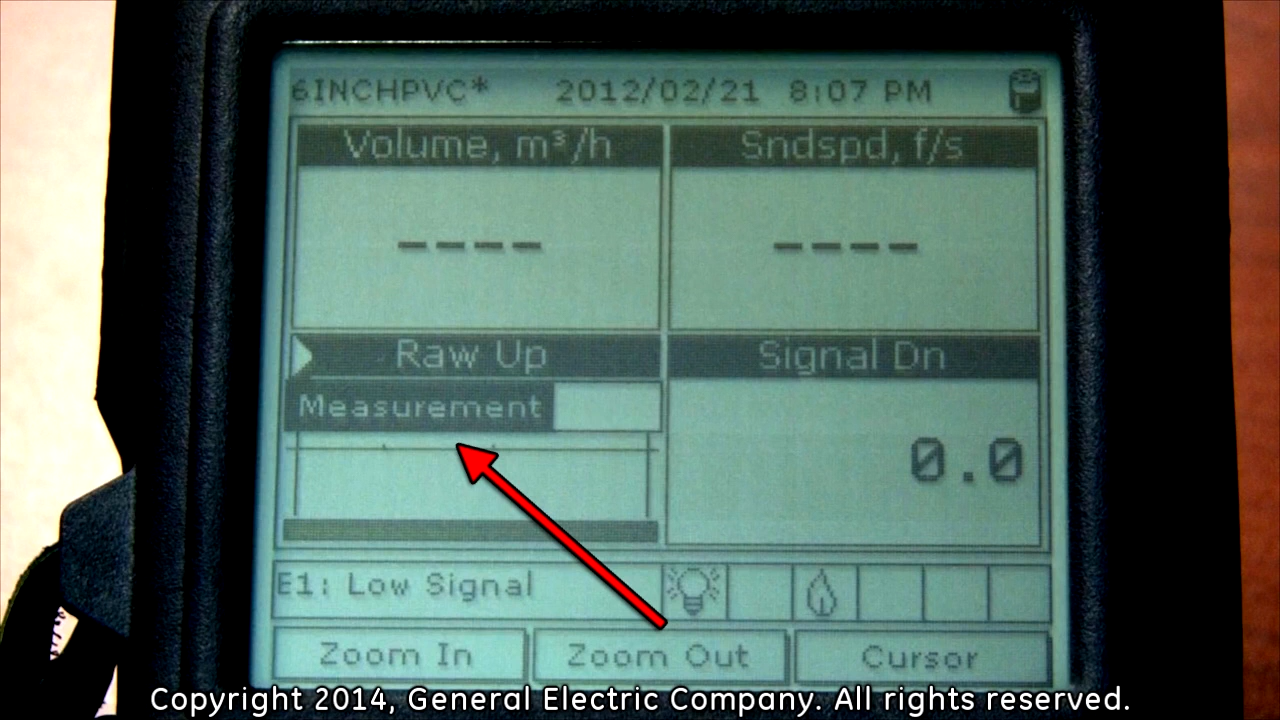 6INCHPVC* 2012/02/21 8:07 PM
Volume, m³/h Sndspd, f/s
---- ----
Raw Up Signal Dn
Measurement
0.0
E1: Low Signal
Zoom In Zoom Out Cursor
Copyright 2014, General Electric Company. All rights reserved.